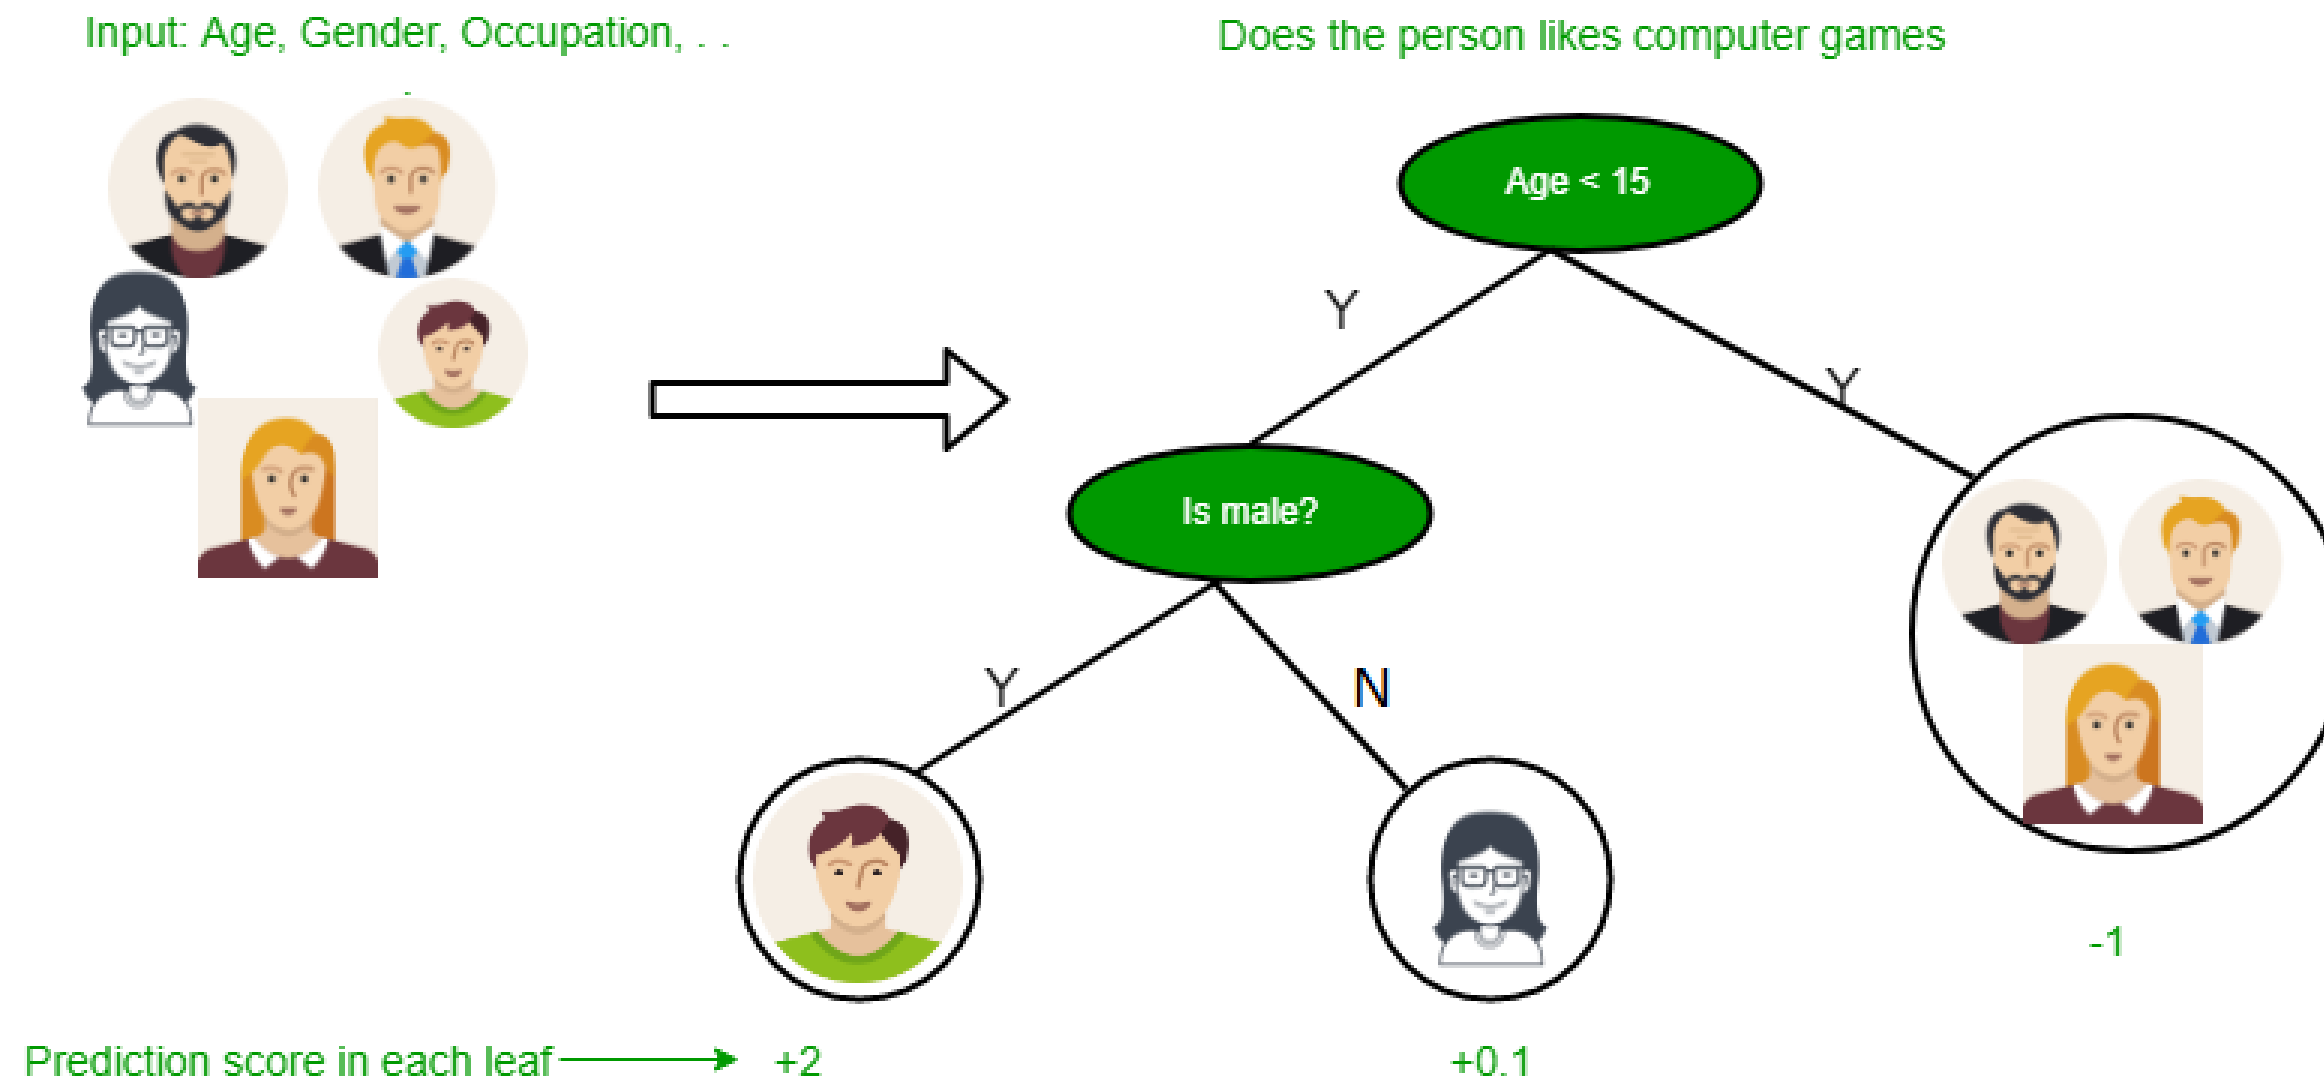 Input: Age, Gender, Occupation, . .
.
Does the person likes computer games
Age < 15
Y
Y
Is male?
Y
N
-1
Prediction score in each leaf
+2
+0.1